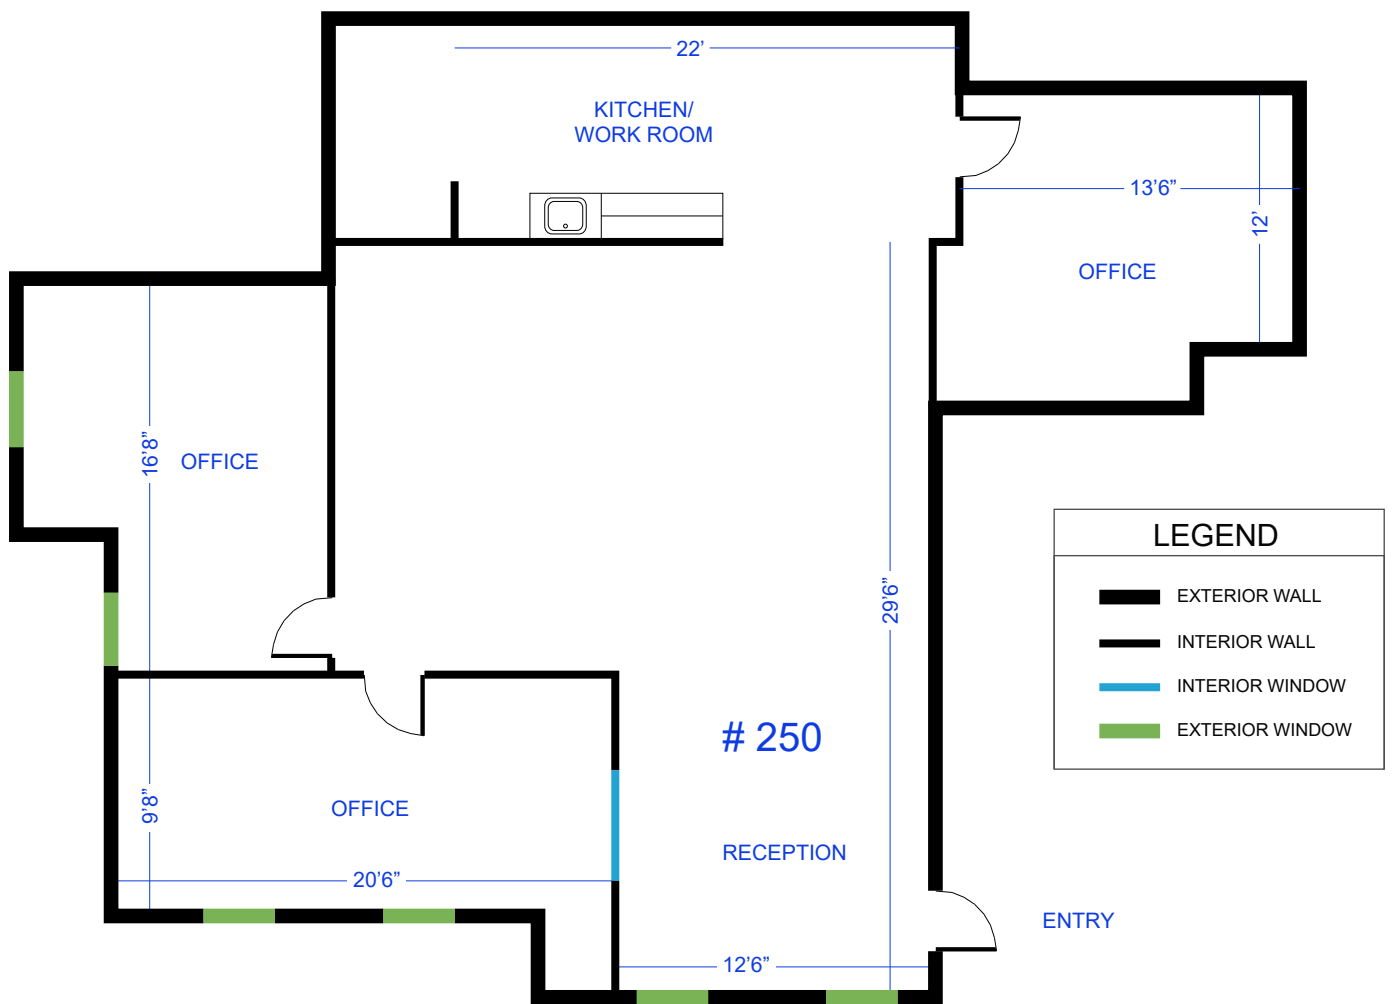 22'
KITCHEN/
WORK ROOM
13'6”
12'
OFFICE
16'8”
OFFICE
LEGEND
EXTERIOR WALL
INTERIOR WALL
INTERIOR WINDOW
EXTERIOR WINDOW
29'6”
# 250
9'8”
OFFICE
RECEPTION
20'6”
ENTRY
12'6”